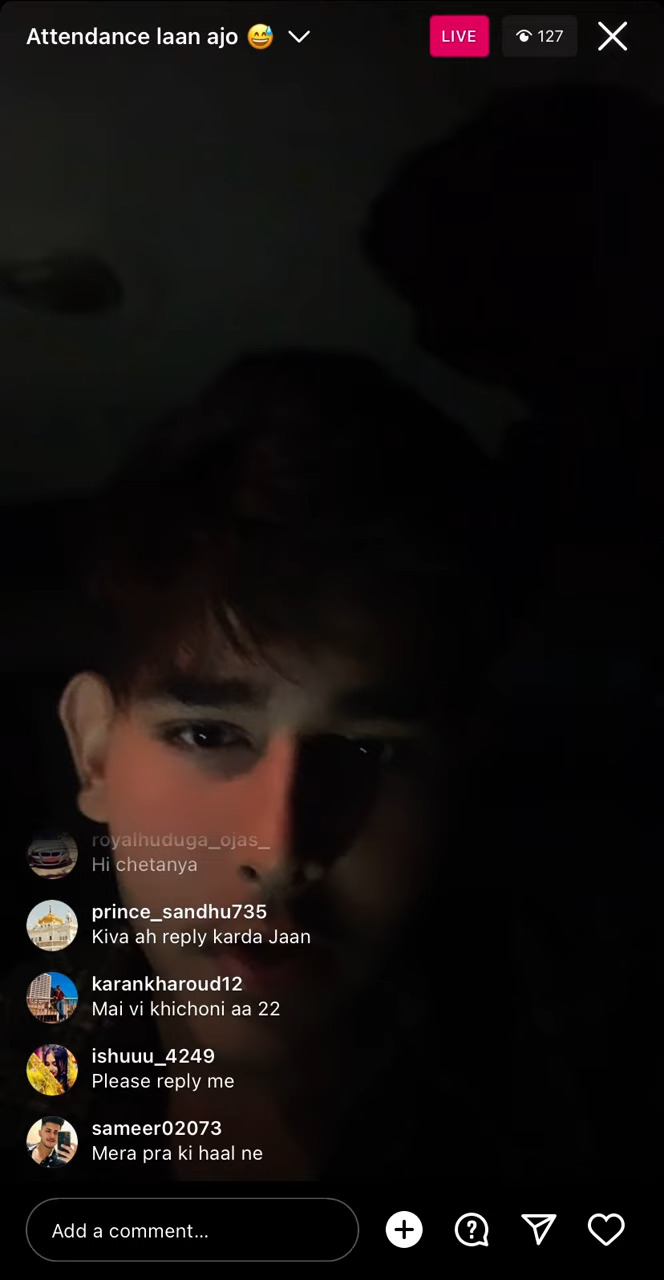 Attendance laan ajo 😅
LIVE
127
royalhuduga_ojas_
Hi chetanya
prince_sandhu735
Kiva ah reply karda Jaan
karankharoud12
Mai vi khichoni aa 22
ishuuu_4249
Please reply me
sameer02073
Mera pra ki haal ne
Add a comment...